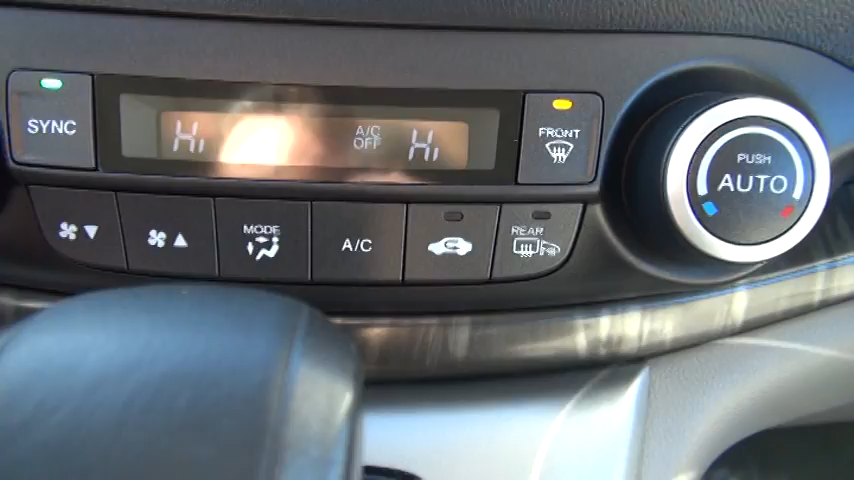 SYNC
Hi
A/C
OFF
Hi
FRONT
PUSH
AUTO
MODE
A/C
REAR